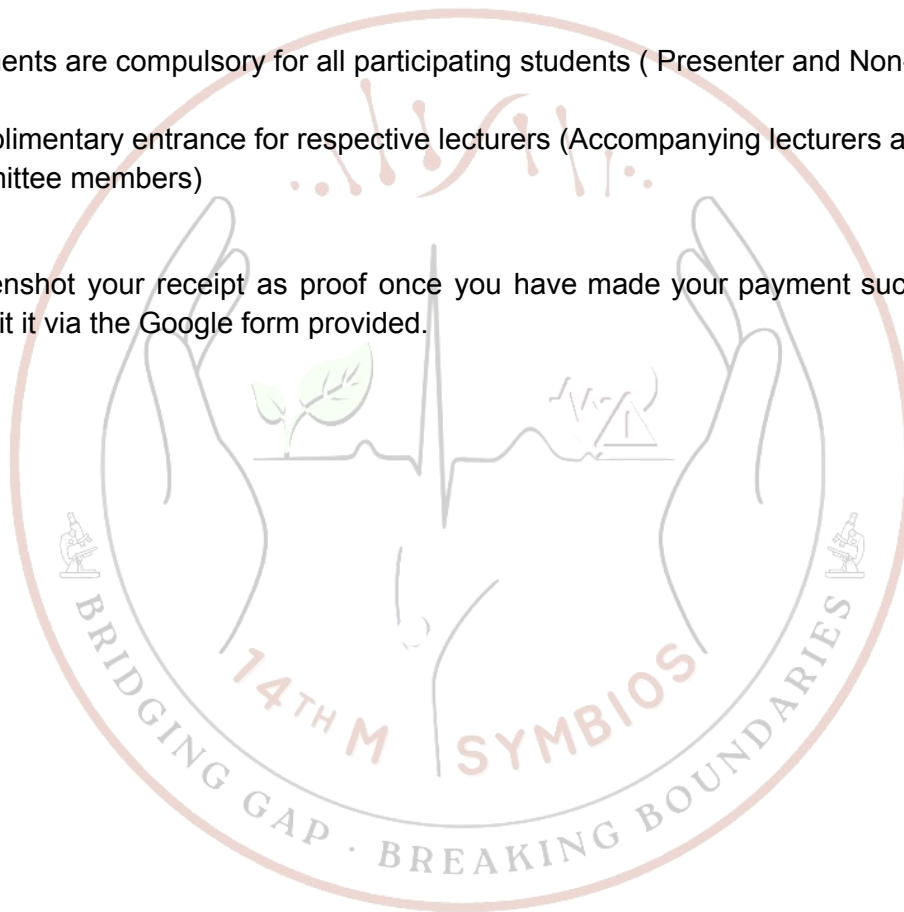 ents are compulsory for all participating students ( Presenter and Non-
limentary entrance for respective lecturers (Accompanying lecturers a
ittee members)
enshot your receipt as proof once you have made your payment suc
it it via the Google form provided.
14TH M SYMBIOS
BRIDGING GAP · BREAKING BOUNDARIES